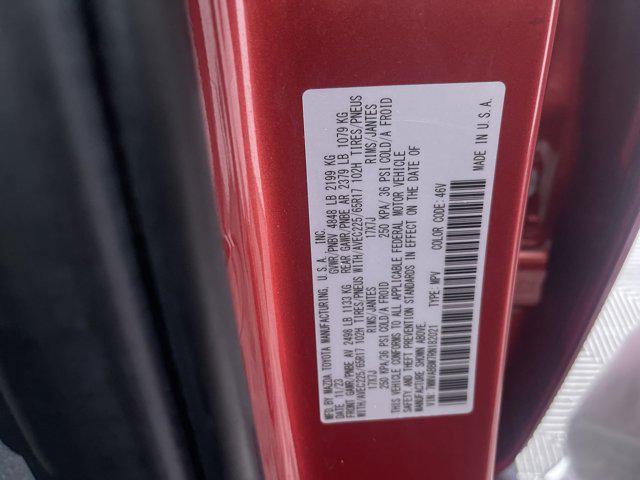 MFD. BY MAZDA TOYOTA MANUFACTURING, U.S.A. INC.
DATE 11/23 GVWR/PNBV 4848 LB 2199 KG
FRONT GAWR/PNBE AV 2498 LB 1133 KG REAR GAWR/PNBE AR 2379 LB 1079 KG
WITH/AVEC225/65R17 102H TIRES/PNEUS WITH/AVEC225/65R17 102H TIRES/PNEUS
17X7J RIMS/JANTES 17X7J RIMS/JANTES
250 KPA/36 PSI COLD/A FROID 250 KPA/ 36 PSI COLD/A FROID
THIS VEHICLE CONFORMS TO ALL APPLICABLE FEDERAL MOTOR VEHICLE
SAFETY AND THEFT PREVENTION STANDARDS IN EFFECT ON THE DATE OF
MANUFACTURE SHOWN ABOVE.
VIN: TYPE: MPV COLOR CODE: 46V
MADE IN U.S.A.